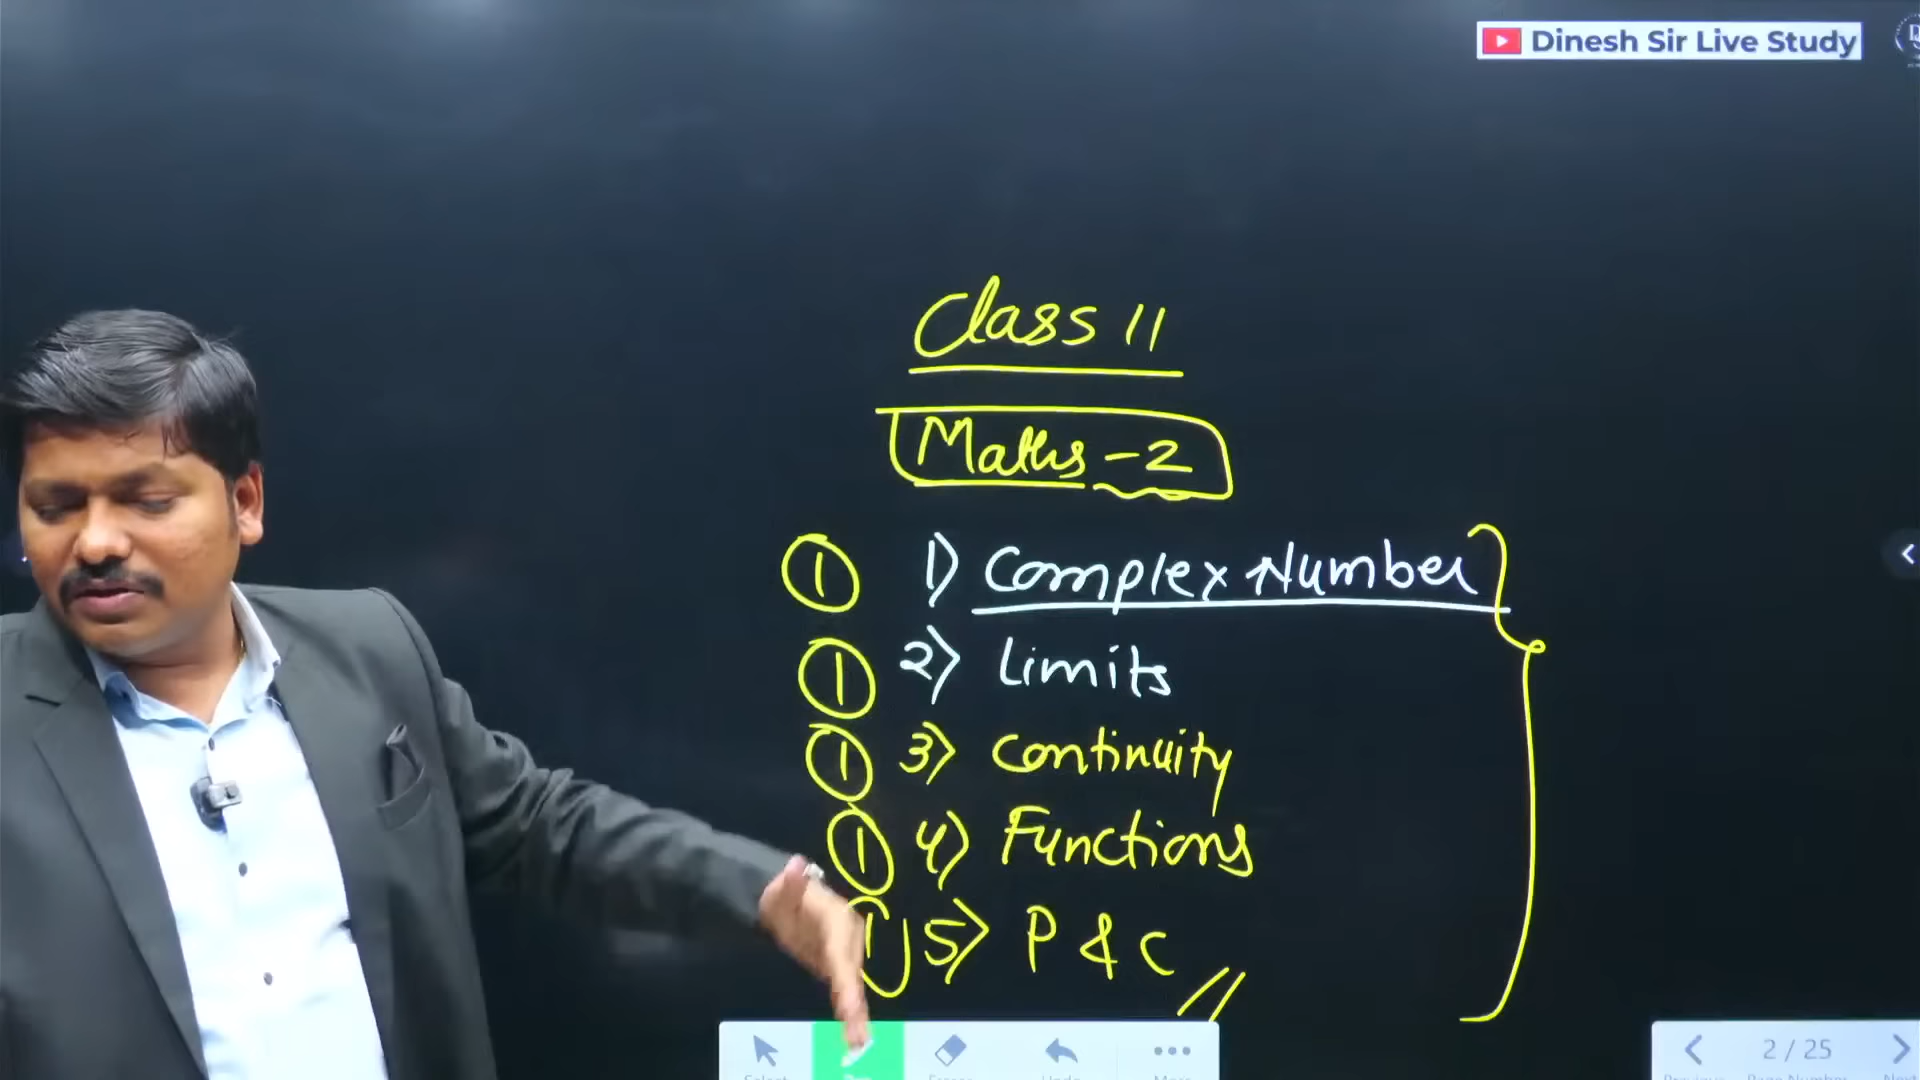 Dinesh Sir Live Study
Class 11
Maths - 2
① 1) Complex Number
① 2) Limits
① 3) Continuity
① 4) Functions
① 5) P & C
2 / 25